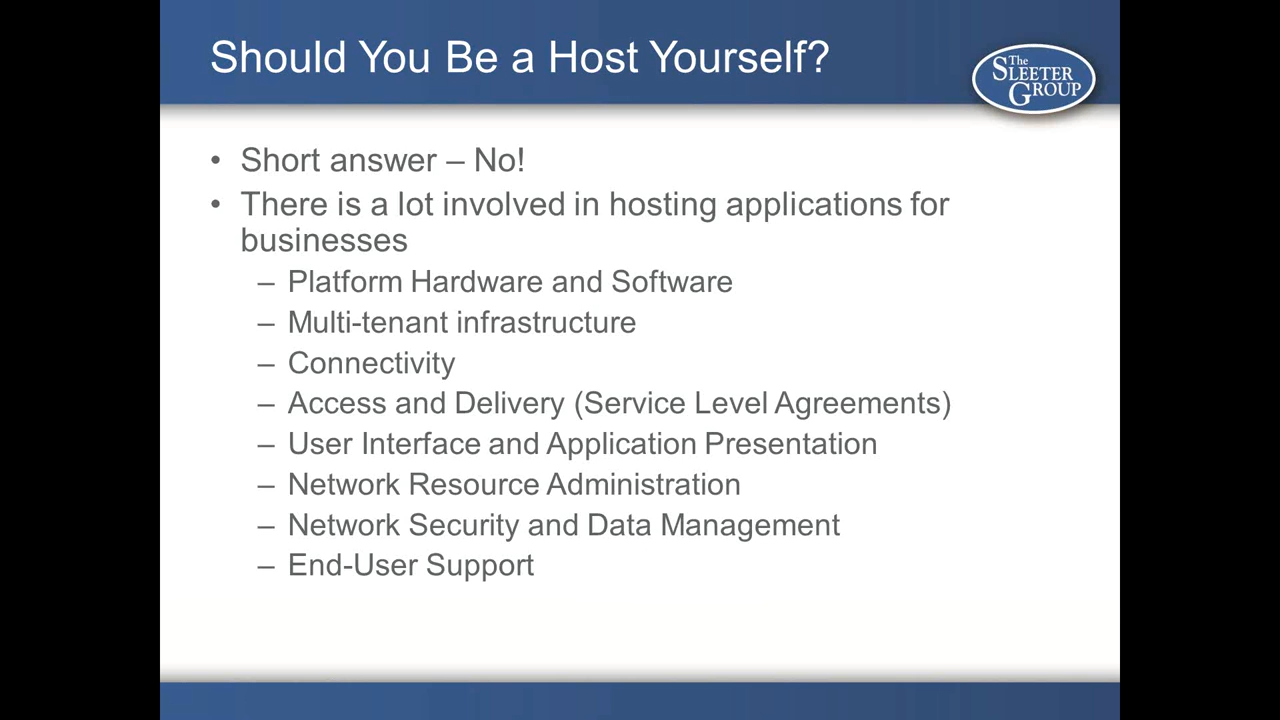 Should You Be a Host Yourself?
The
SLEETER
GROUP
• Short answer – No!
• There is a lot involved in hosting applications for
businesses
– Platform Hardware and Software
– Multi-tenant infrastructure
– Connectivity
– Access and Delivery (Service Level Agreements)
– User Interface and Application Presentation
– Network Resource Administration
– Network Security and Data Management
– End-User Support